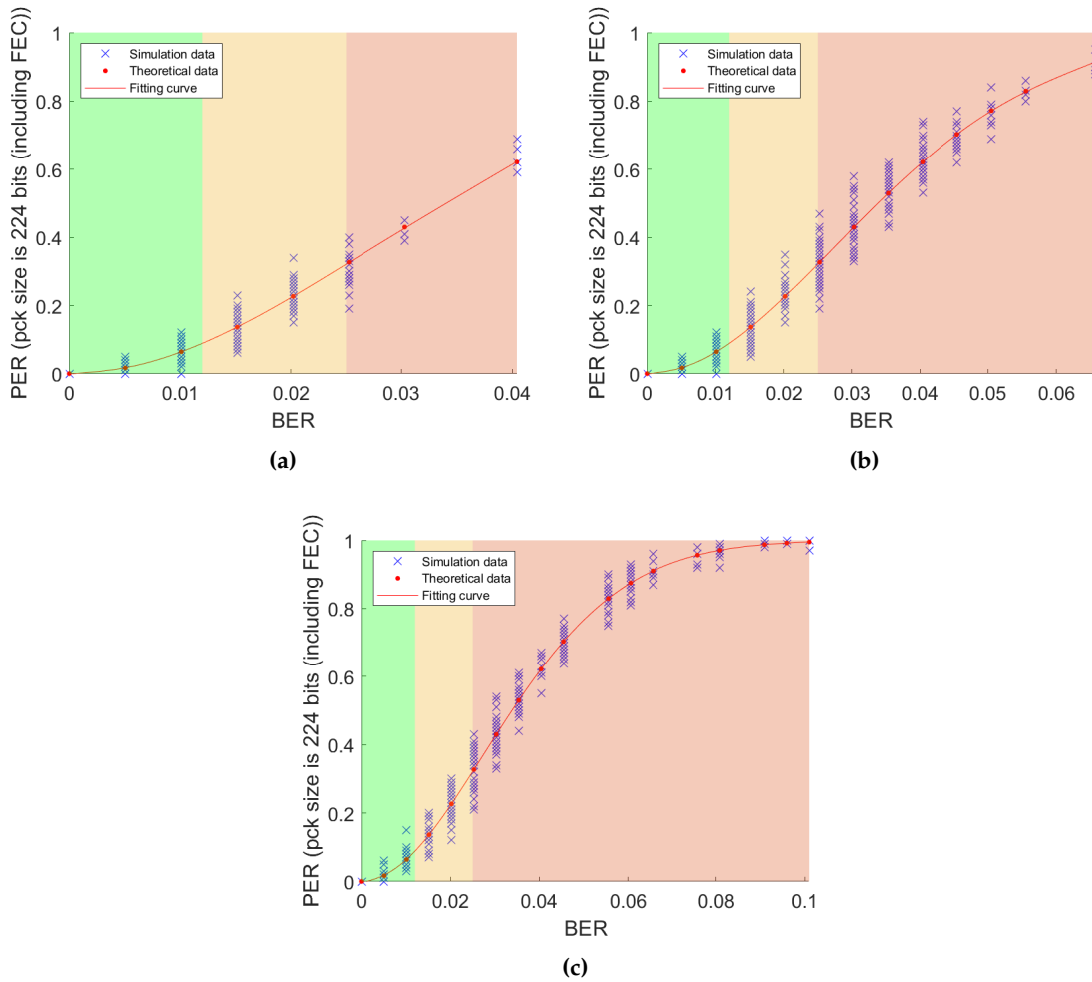 PER (pck size is 224 bits (including FEC))
1
0.8
0.6
0.4
0.2
0
Simulation data
Theoretical data
Fitting curve
0 0.01 0.02 0.03 0.04
BER
(a)
PER (pck size is 224 bits (including FEC))
1
0.8
0.6
0.4
0.2
0
Simulation data
Theoretical data
Fitting curve
0 0.01 0.02 0.03 0.04 0.05 0.06
BER
(b)
PER (pck size is 224 bits (including FEC))
1
0.8
0.6
0.4
0.2
0
Simulation data
Theoretical data
Fitting curve
0 0.02 0.04 0.06 0.08 0.1
BER
(c)